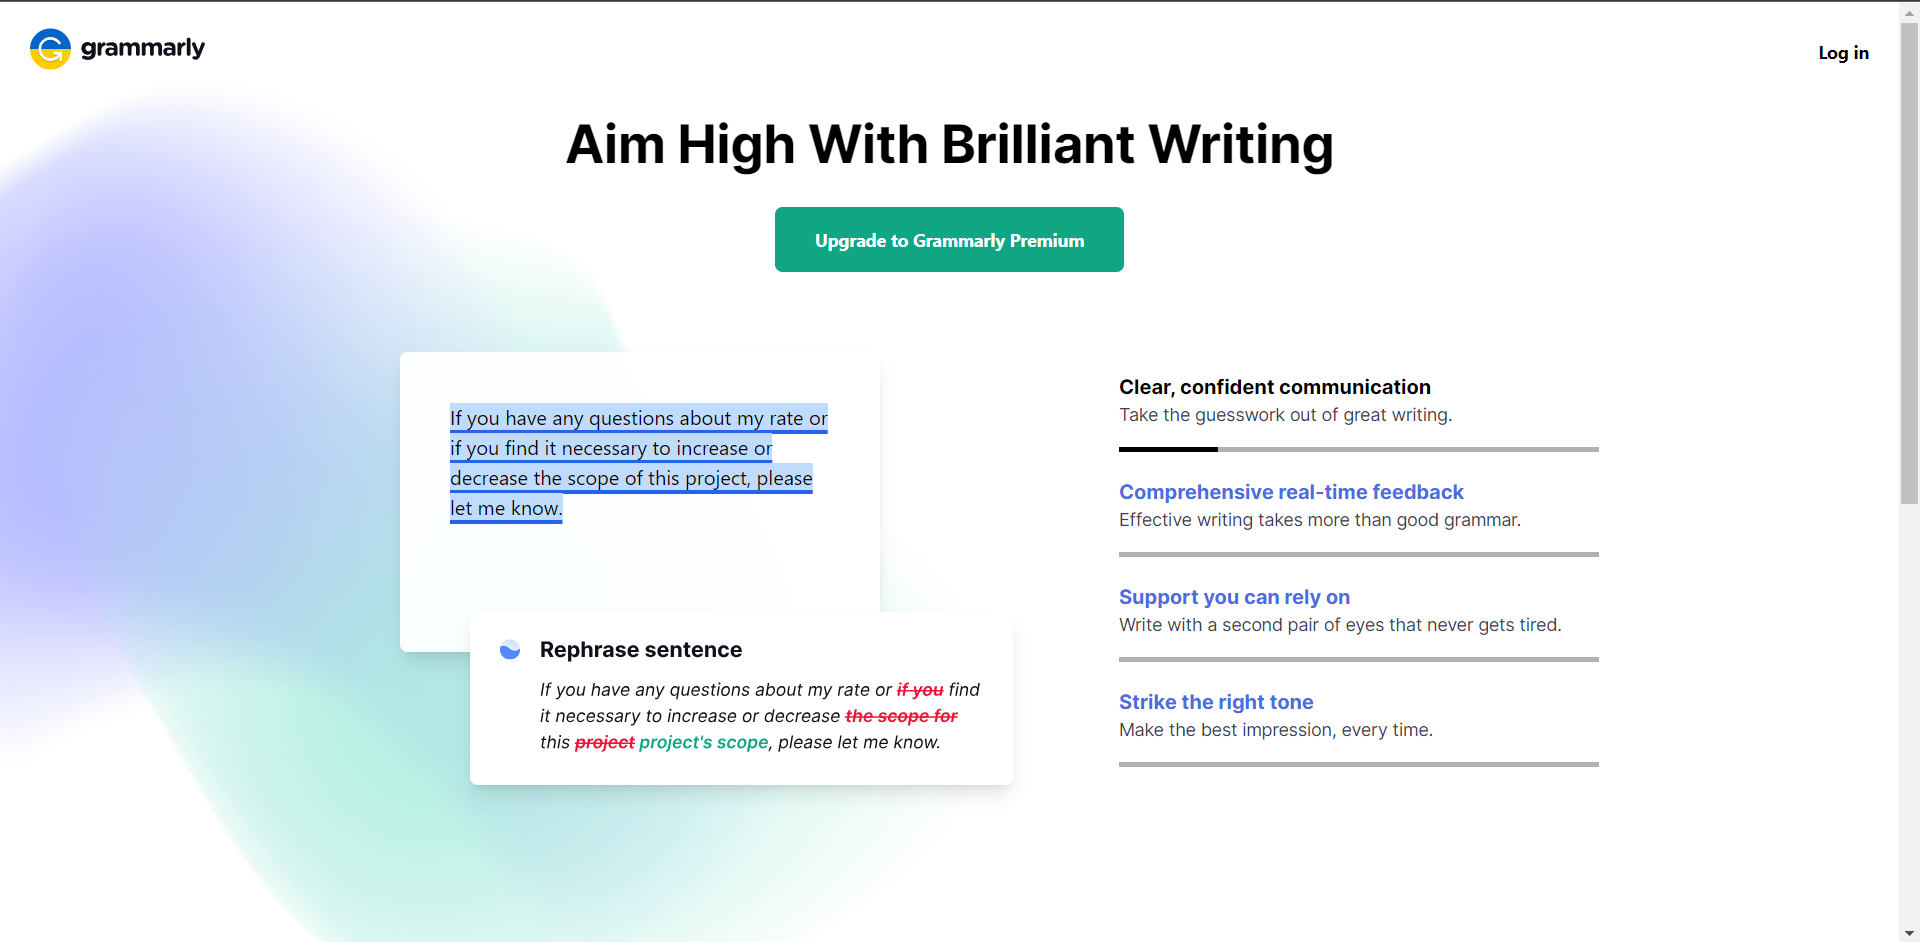 grammarly
Log in
Aim High With Brilliant Writing
Upgrade to Grammarly Premium
If you have any questions about my rate or
if you find it necessary to increase or
decrease the scope of this project, please
let me know.
Rephrase sentence
If you have any questions about my rate or if you find
it necessary to increase or decrease the scope for
this project project's scope, please let me know.
Clear, confident communication
Take the guesswork out of great writing.
Comprehensive real-time feedback
Effective writing takes more than good grammar.
Support you can rely on
Write with a second pair of eyes that never gets tired.
Strike the right tone
Make the best impression, every time.